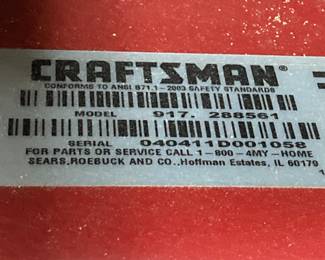 CRAFTSMAN®
CONFORMS TO ANSI B71.1-2003 SAFETY STANDARDS
MODEL 917. 288561
SERIAL 040411D001058
FOR PARTS OR SERVICE CALL 1-800-4MY-HOME
SEARS,ROEBUCK AND CO.,Hoffman Estates, IL 60179